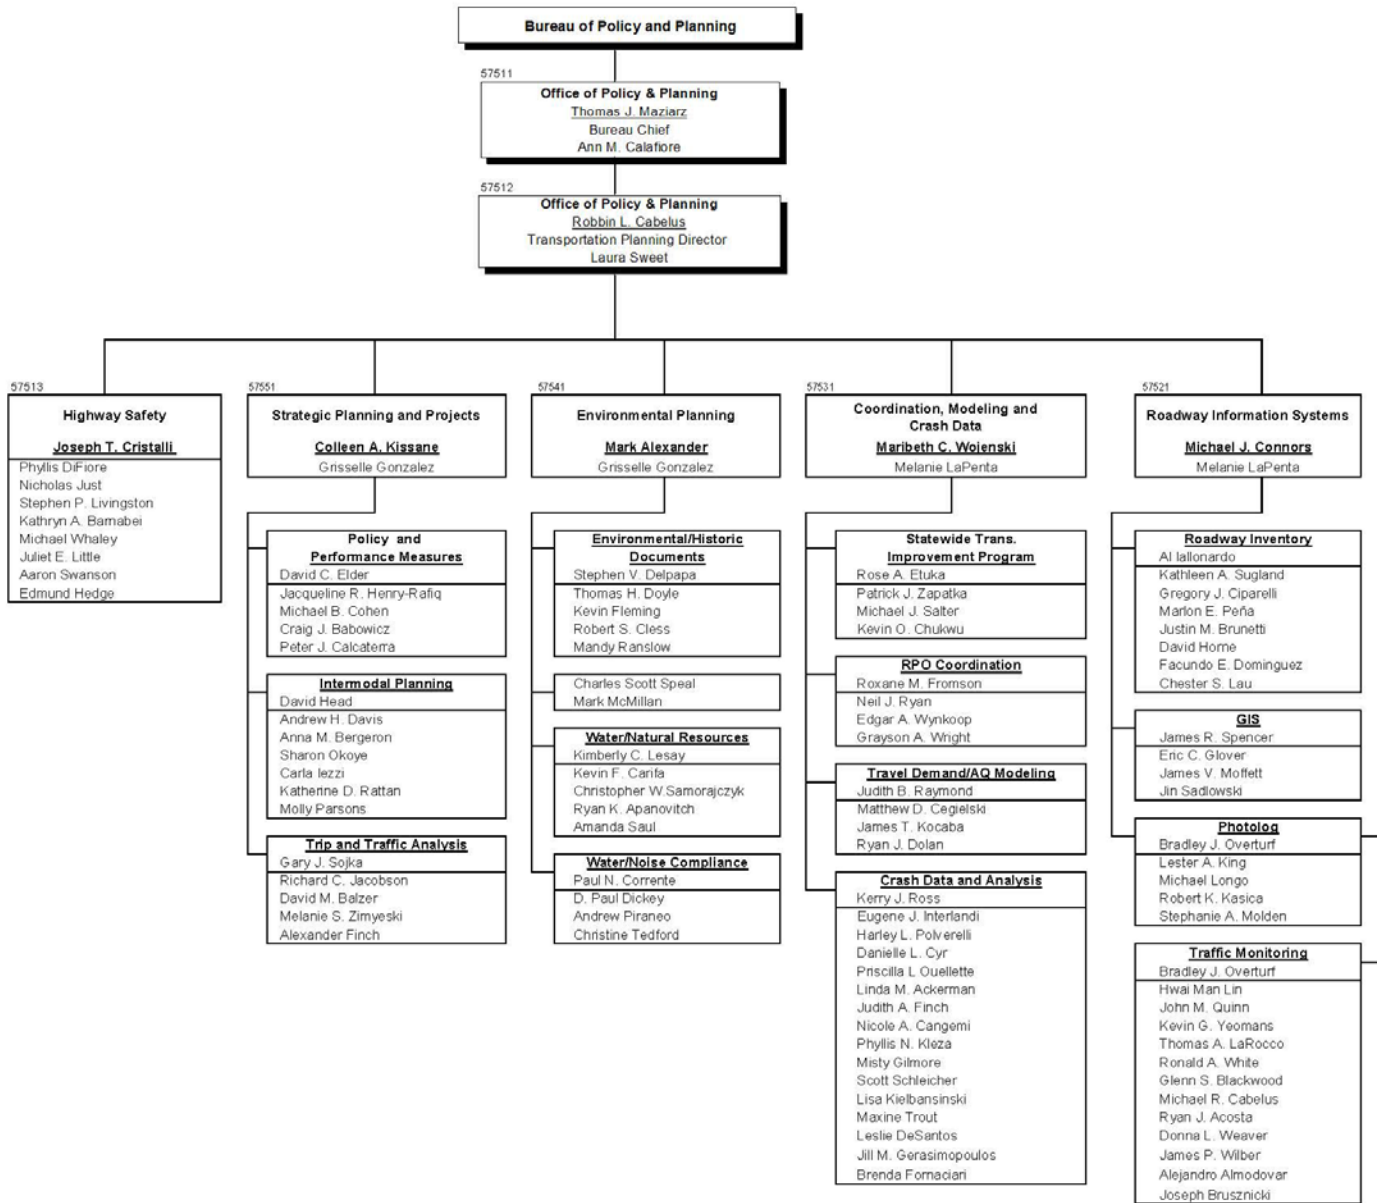 Bureau of Policy and Planning
57511
Office of Policy & Planning
Thomas J. Maziarz
Bureau Chief
Ann M. Calafiore
57512
Office of Policy & Planning
Robbin L. Cabelus
Transportation Planning Director
Laura Sweet
57513
Highway Safety
Joseph T. Cristalli
Phyllis DiFiore
Nicholas Just
Stephen P. Livingston
Kathryn A. Barnabei
Michael Whaley
Juliet E. Little
Aaron Swanson
Edmund Hedge
57551
Strategic Planning and Projects
Colleen A. Kissane
Grisselle Gonzalez
Policy and
Performance Measures
David C. Elder
Jacqueline R. Henry-Rafiq
Michael B. Cohen
Craig J. Babowicz
Peter J. Calcaterra
Intermodal Planning
David Head
Andrew H. Davis
Anna M. Bergeron
Sharon Okoye
Carla Iezzi
Katherine D. Rattan
Molly Parsons
Trip and Traffic Analysis
Gary J. Sojka
Richard C. Jacobson
David M. Balzer
Melanie S. Zimyeski
Alexander Finch
57541
Environmental Planning
Mark Alexander
Grisselle Gonzalez
Environmental/Historic
Documents
Stephen V. Delpapa
Thomas H. Doyle
Kevin Fleming
Robert S. Cless
Mandy Ranslow
Charles Scott Speal
Mark McMillan
Water/Natural Resources
Kimberly C. Lesay
Kevin F. Carifa
Christopher W.Samorajczyk
Ryan K. Apanovitch
Amanda Saul
Water/Noise Compliance
Paul N. Corrente
D. Paul Dickey
Andrew Piraneo
Christine Tedford
57531
Coordination, Modeling and
Crash Data
Maribeth C. Wojenski
Melanie LaPenta
Statewide Trans.
Improvement Program
Rose A. Etuka
Patrick J. Zapatka
Michael J. Salter
Kevin O. Chukwu
RPO Coordination
Roxane M. Fromson
Neil J. Ryan
Edgar A. Wynkoop
Grayson A. Wright
Travel Demand/AQ Modeling
Judith B. Raymond
Matthew D. Cegielski
James T. Kocaba
Ryan J. Dolan
Crash Data and Analysis
Kerry J. Ross
Eugene J. Interlandi
Harley L. Polverelli
Danielle L. Cyr
Priscilla L Ouellette
Linda M. Ackerman
Judith A. Finch
Nicole A. Cangemi
Phyllis N. Kleza
Misty Gilmore
Scott Schleicher
Lisa Kielbansinski
Maxine Trout
Leslie DeSantos
Jill M. Gerasimopoulos
Brenda Fornaciari
57521
Roadway Information Systems
Michael J. Connors
Melanie LaPenta
Roadway Inventory
Al Iallonardo
Kathleen A. Sugland
Gregory J. Ciparelli
Marlon E. Peña
Justin M. Brunetti
David Horne
Facundo E. Dominguez
Chester S. Lau
GIS
James R. Spencer
Eric C. Glover
James V. Moffett
Jin Sadlowski
Photolog
Bradley J. Overturf
Lester A. King
Michael Longo
Robert K. Kasica
Stephanie A. Molden
Traffic Monitoring
Bradley J. Overturf
Hwai Man Lin
John M. Quinn
Kevin G. Yeomans
Thomas A. LaRocco
Ronald A. White
Glenn S. Blackwood
Michael R. Cabelus
Ryan J. Acosta
Donna L. Weaver
James P. Wilber
Alejandro Almodovar
Joseph Brusznicki